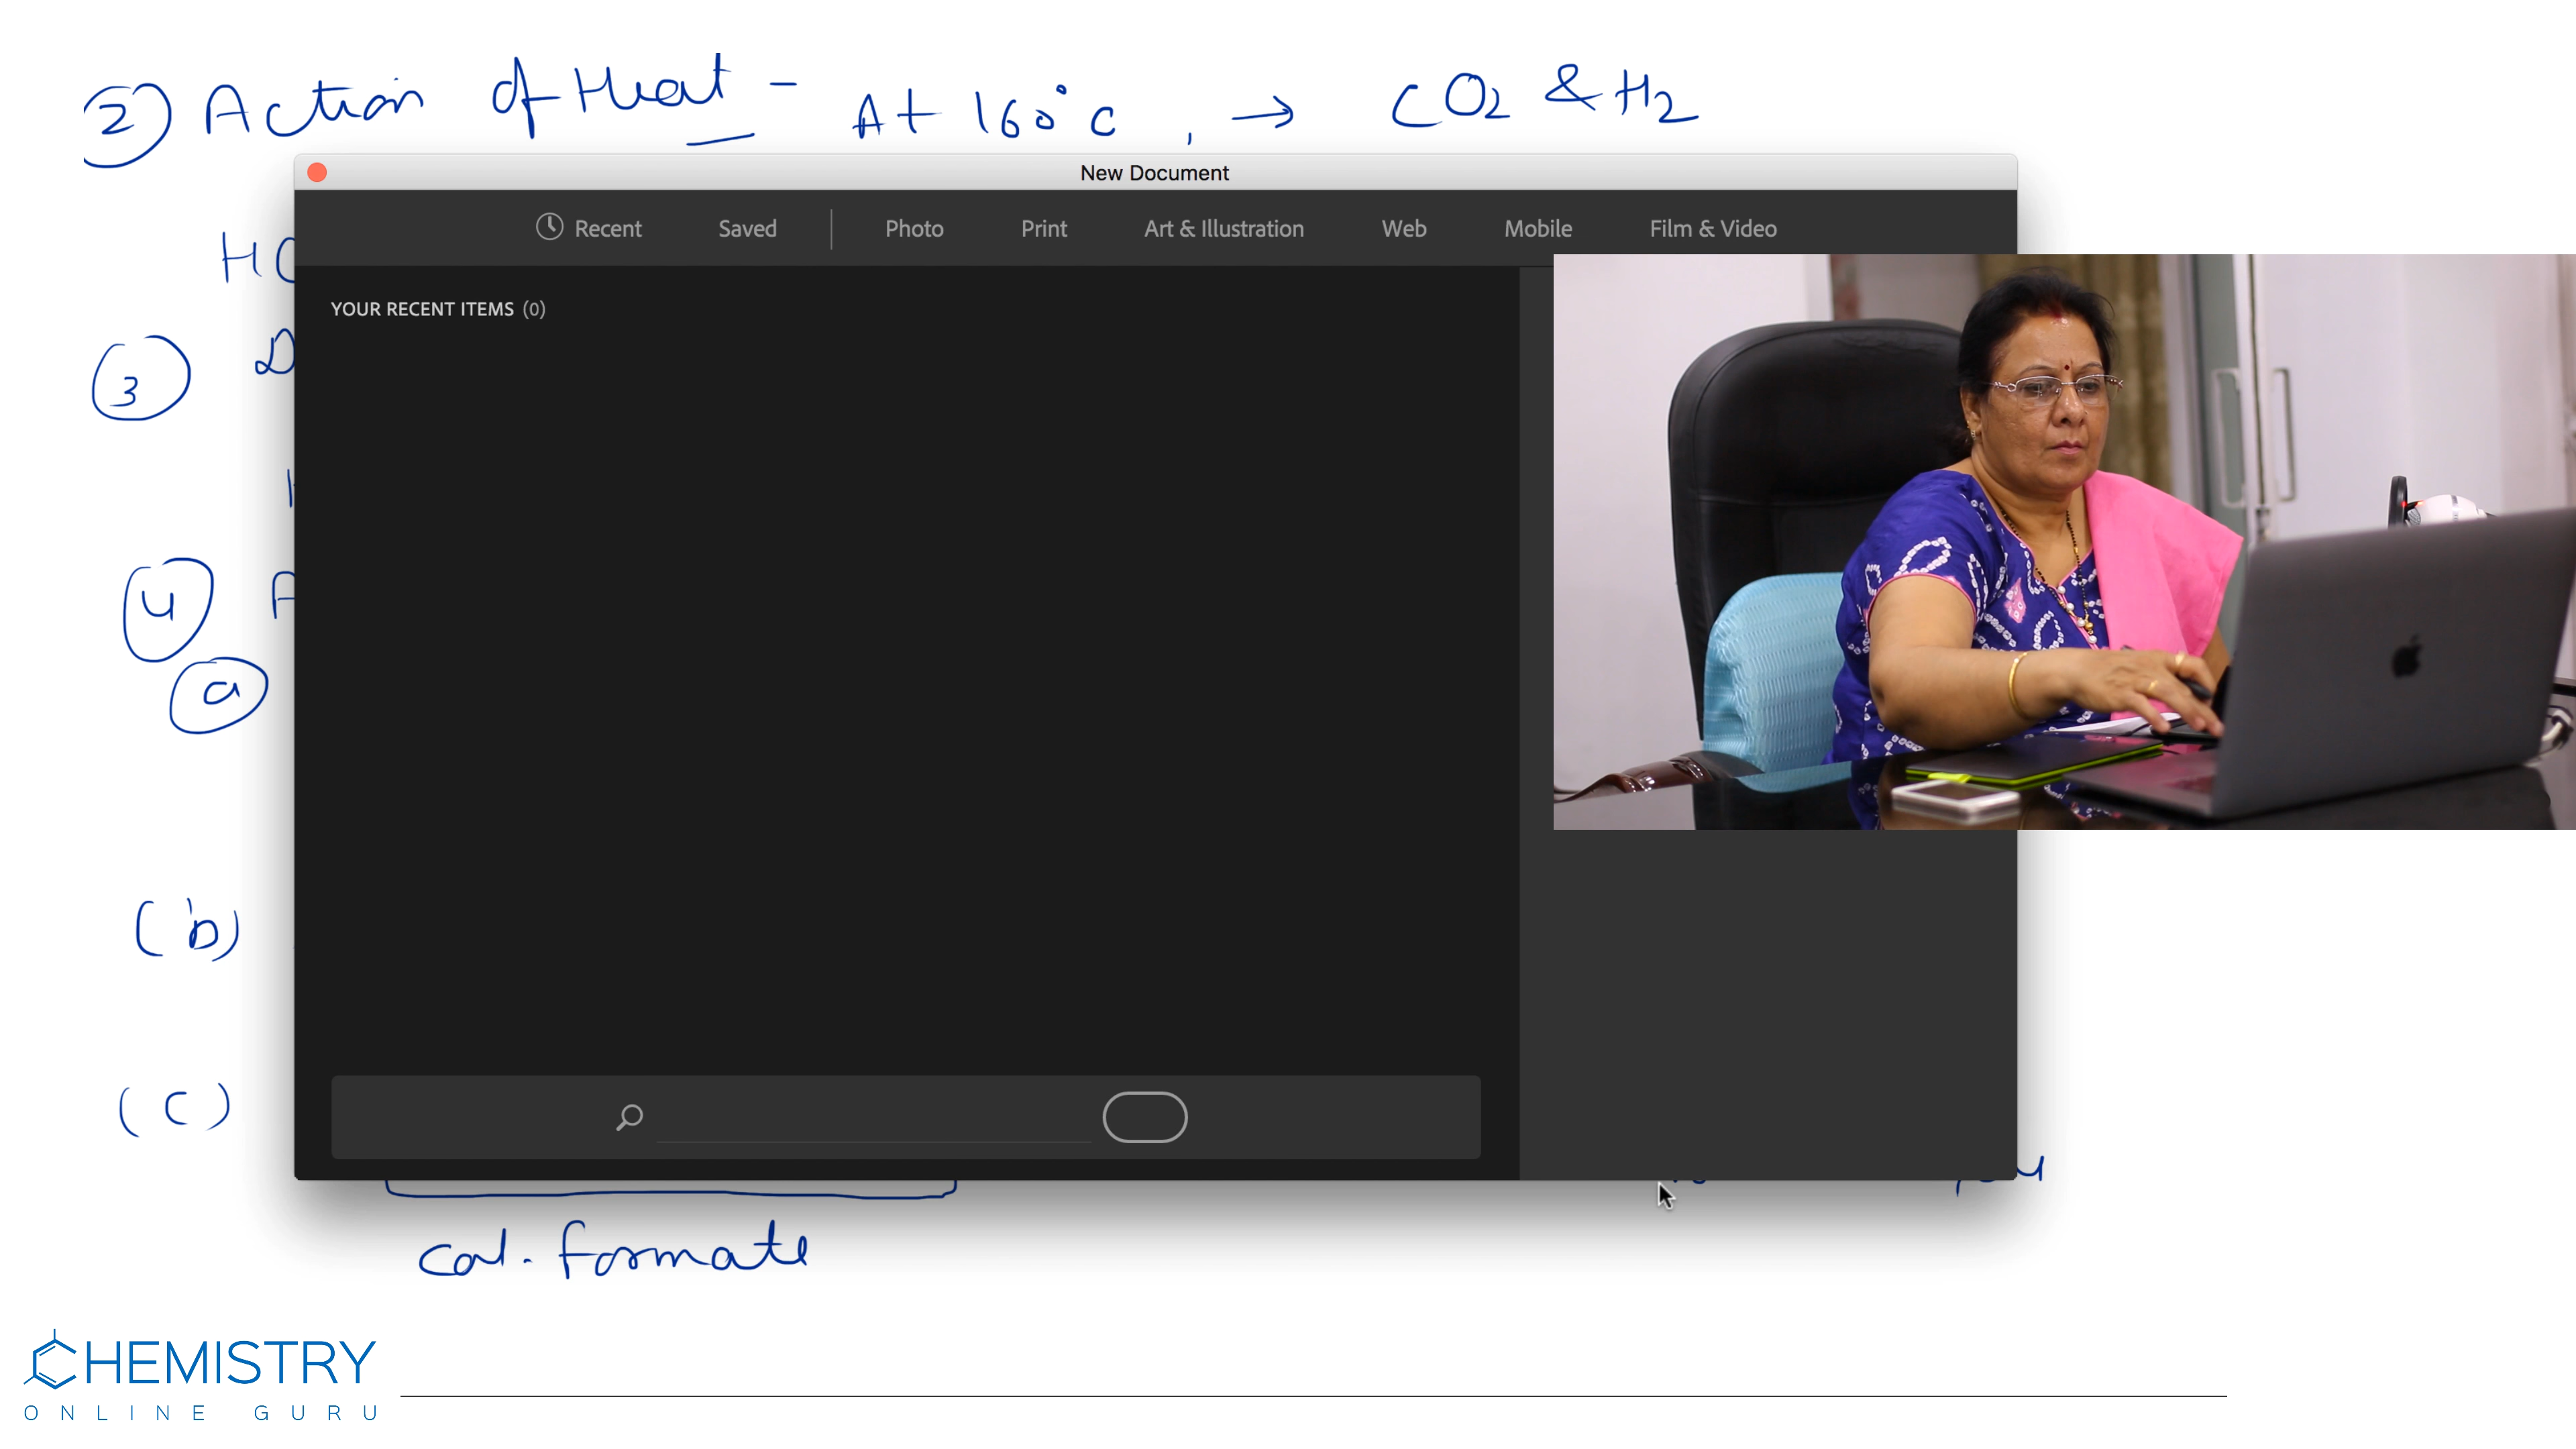 (2) Action of Heat - At 160°C, → CO2 & H2
New Document
Recent Saved Photo Print Art & Illustration Web Mobile Film & Video
YOUR RECENT ITEMS (0)
(3)
(4)
(a)
(b)
(c)
Cal. Formate
CHEMISTRY
ONLINE GURU